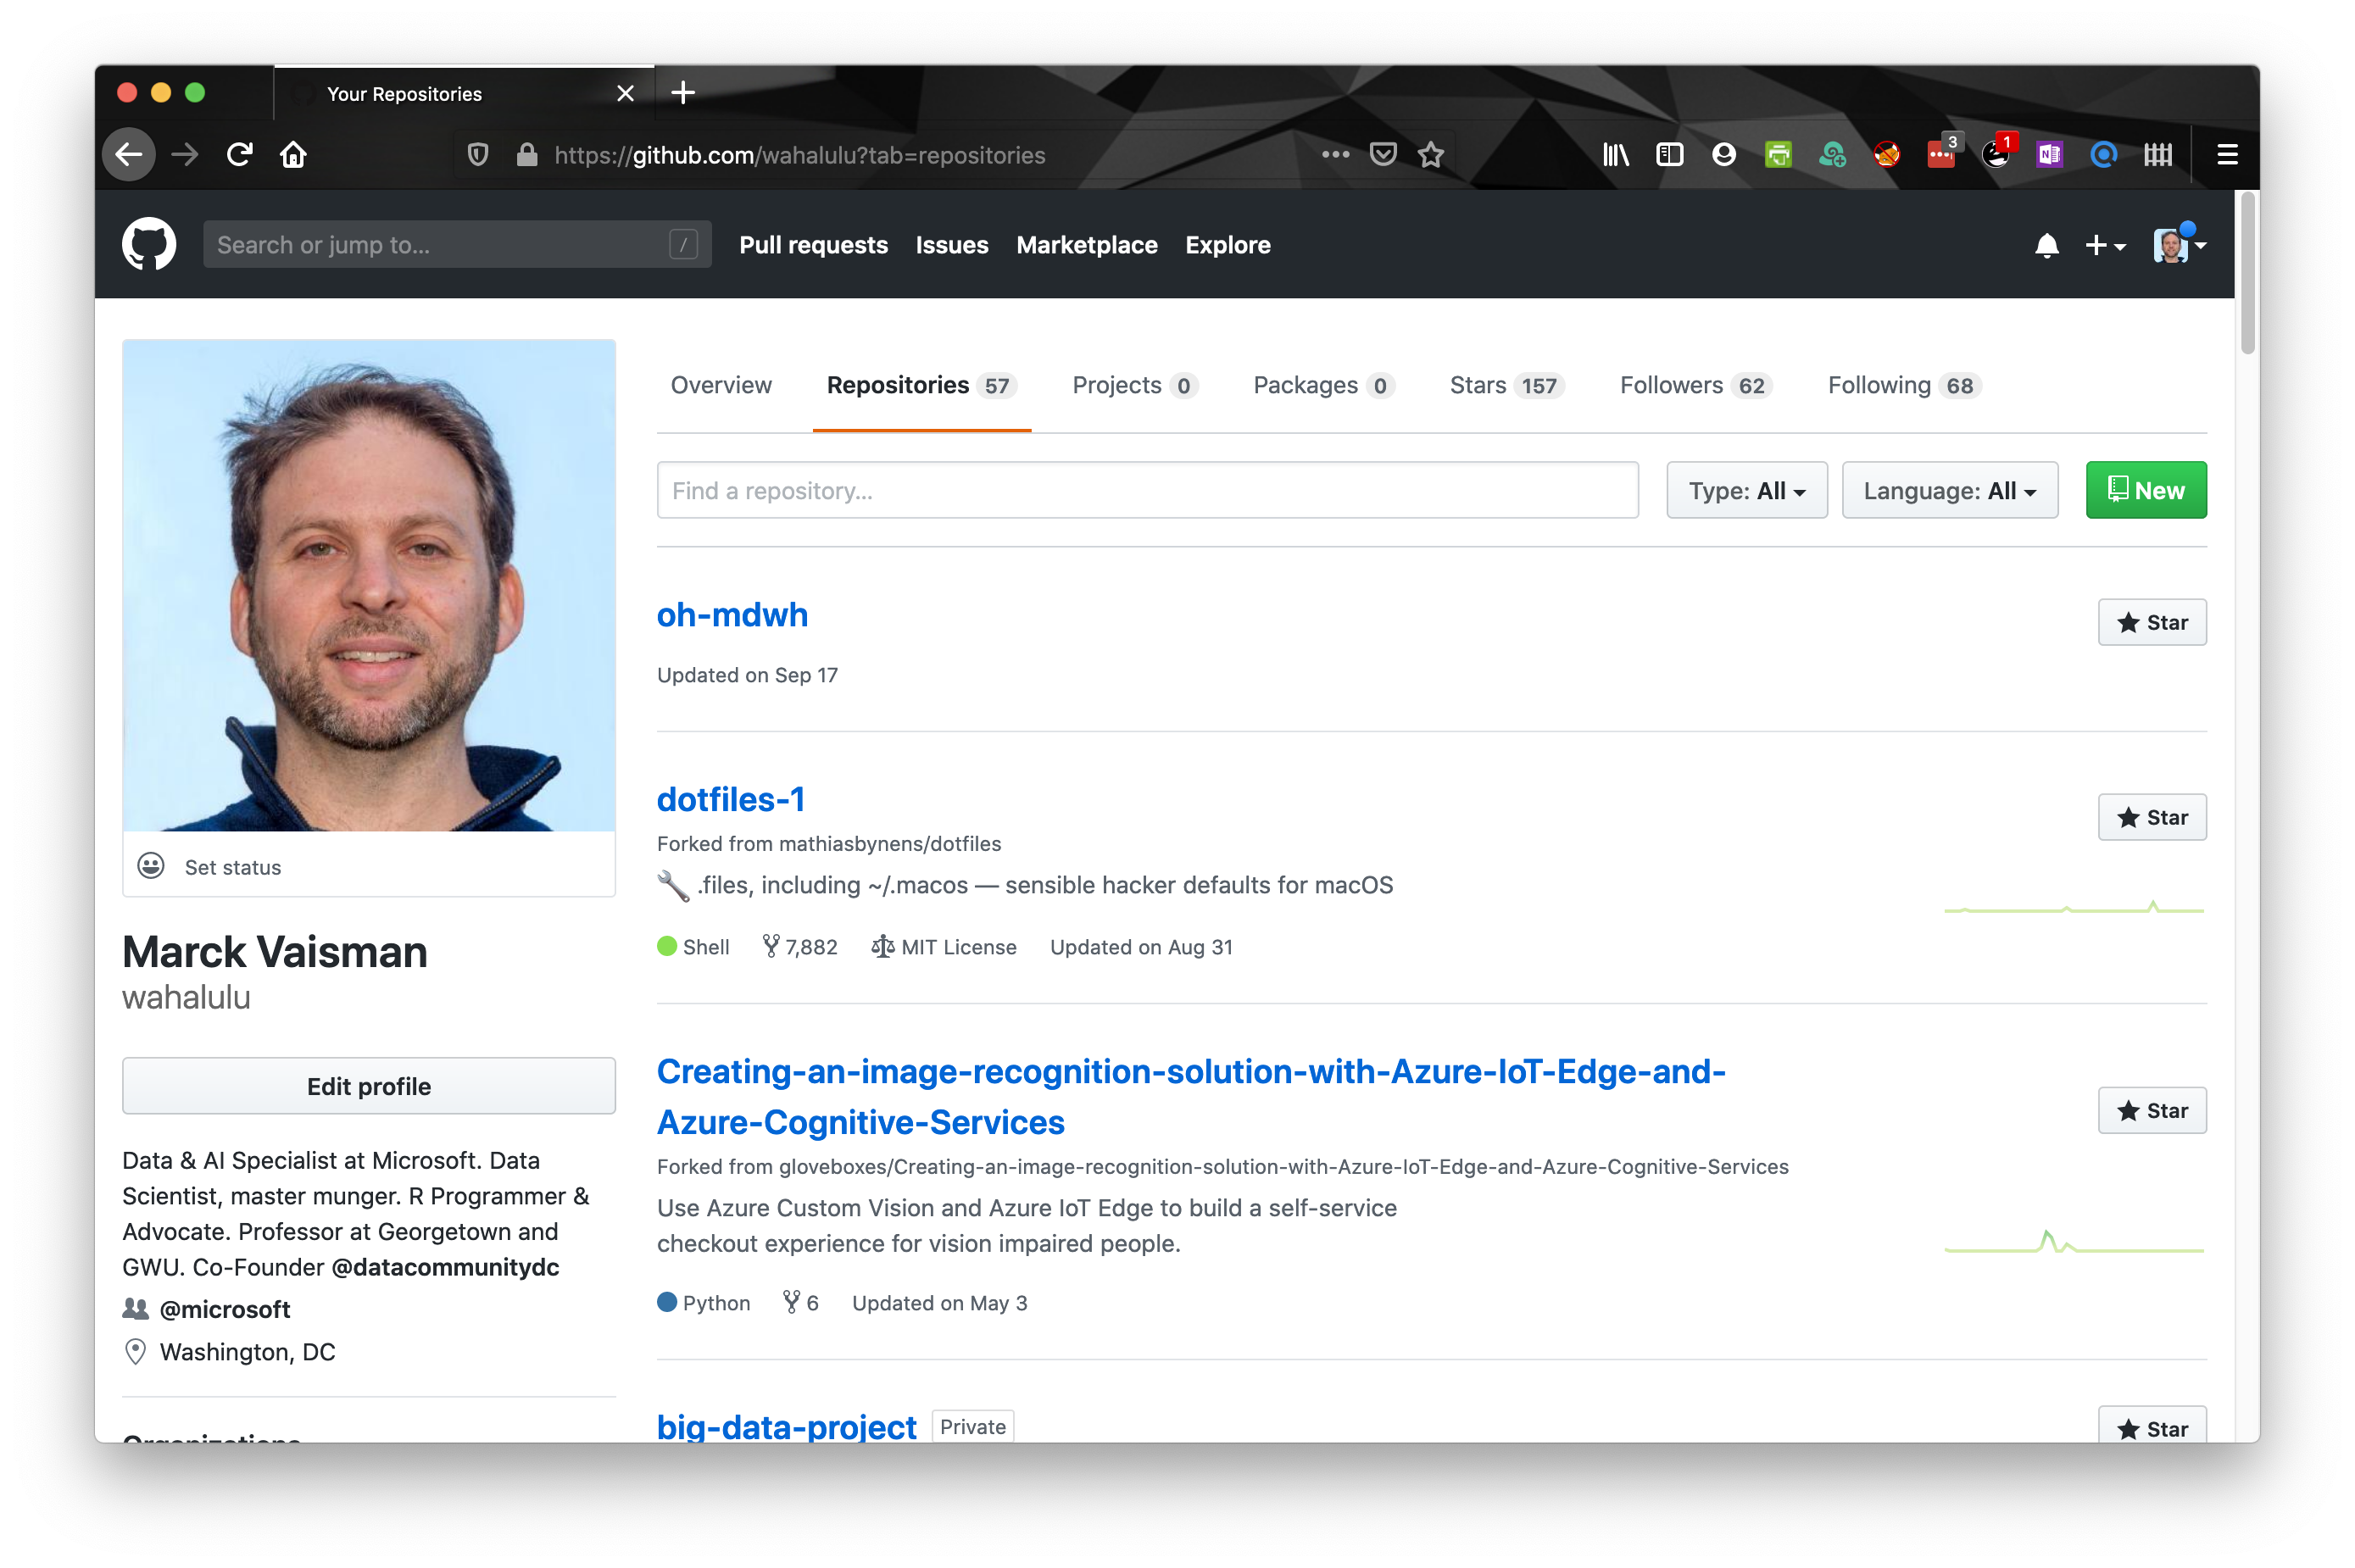 Your Repositories
https://github.com/wahalulu?tab=repositories
3
1
N
Search or jump to...
/
Pull requests Issues Marketplace Explore
Overview Repositories 57 Projects 0 Packages 0 Stars 157 Followers 62 Following 68
Find a repository...
Type: All
Language: All
New
Set status
Marck Vaisman
wahalulu
Edit profile
Data & AI Specialist at Microsoft. Data
Scientist, master munger. R Programmer &
Advocate. Professor at Georgetown and
GWU. Co-Founder @datacommunitydc
@microsoft
Washington, DC
Organizations
oh-mdwh
Star
Updated on Sep 17
dotfiles-1
Star
Forked from mathiasbynens/dotfiles
.files, including ~/.macos — sensible hacker defaults for macOS
Shell 7,882 MIT License Updated on Aug 31
Creating-an-image-recognition-solution-with-Azure-IoT-Edge-and-
Azure-Cognitive-Services
Star
Forked from gloveboxes/Creating-an-image-recognition-solution-with-Azure-IoT-Edge-and-Azure-Cognitive-Services
Use Azure Custom Vision and Azure IoT Edge to build a self-service
checkout experience for vision impaired people.
Python 6 Updated on May 3
big-data-project Private
Star